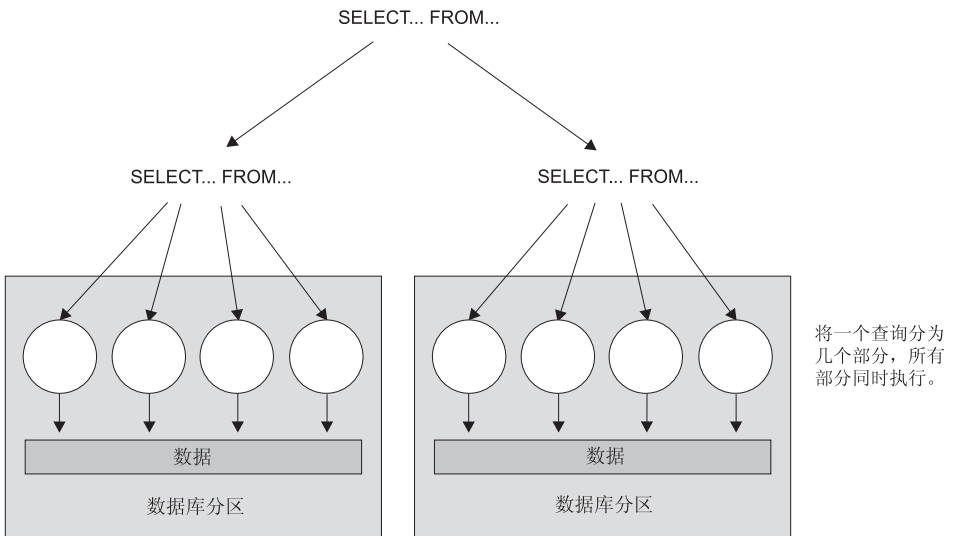 SELECT... FROM...
SELECT... FROM...
SELECT... FROM...
将一个查询分为
几个部分，所有
部分同时执行。
数据
数据
数据库分区
数据库分区